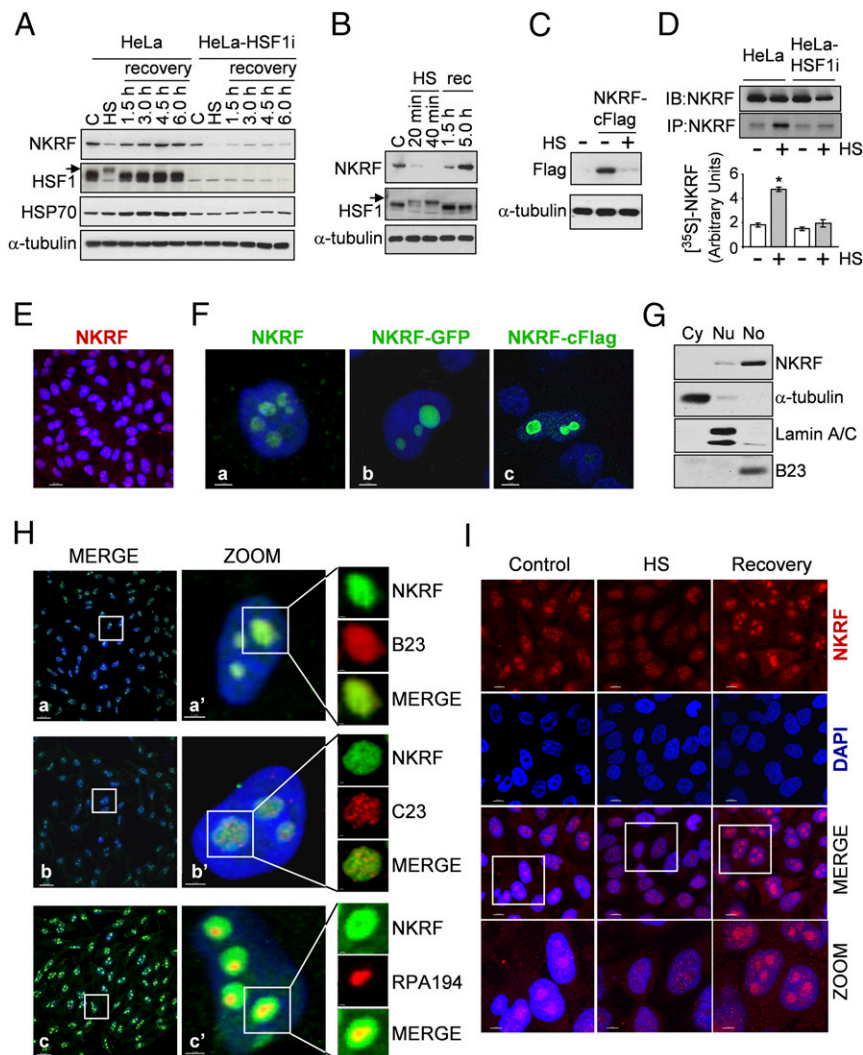 A
HeLa HeLa-HSF1i
recovery recovery
C HS 1.5 h 3.0 h 4.5 h 6.0 h C HS 1.5 h 3.0 h 4.5 h 6.0 h
NKRF
HSF1
HSP70
α-tubulin
B
HS rec
C 20 min 40 min 1.5 h 5.0 h
NKRF
HSF1
α-tubulin
C
NKRF-
cFlag
HS - - +
Flag
α-tubulin
D
HeLa HeLa-
HSF1i
IB:NKRF
IP:NKRF
- + - + HS
[³⁵S]-NKRF
(Arbitrary Units)
6
4
2
0
*
- + - + HS
E
NKRF
F
NKRF NKRF-GFP NKRF-cFlag
a b c
G
Cy Nu No
NKRF
α-tubulin
Lamin A/C
B23
H
MERGE ZOOM
NKRF
B23
MERGE
a a'
NKRF
C23
MERGE
b b'
NKRF
RPA194
MERGE
c c'
I
Control HS Recovery
NKRF
DAPI
MERGE
ZOOM